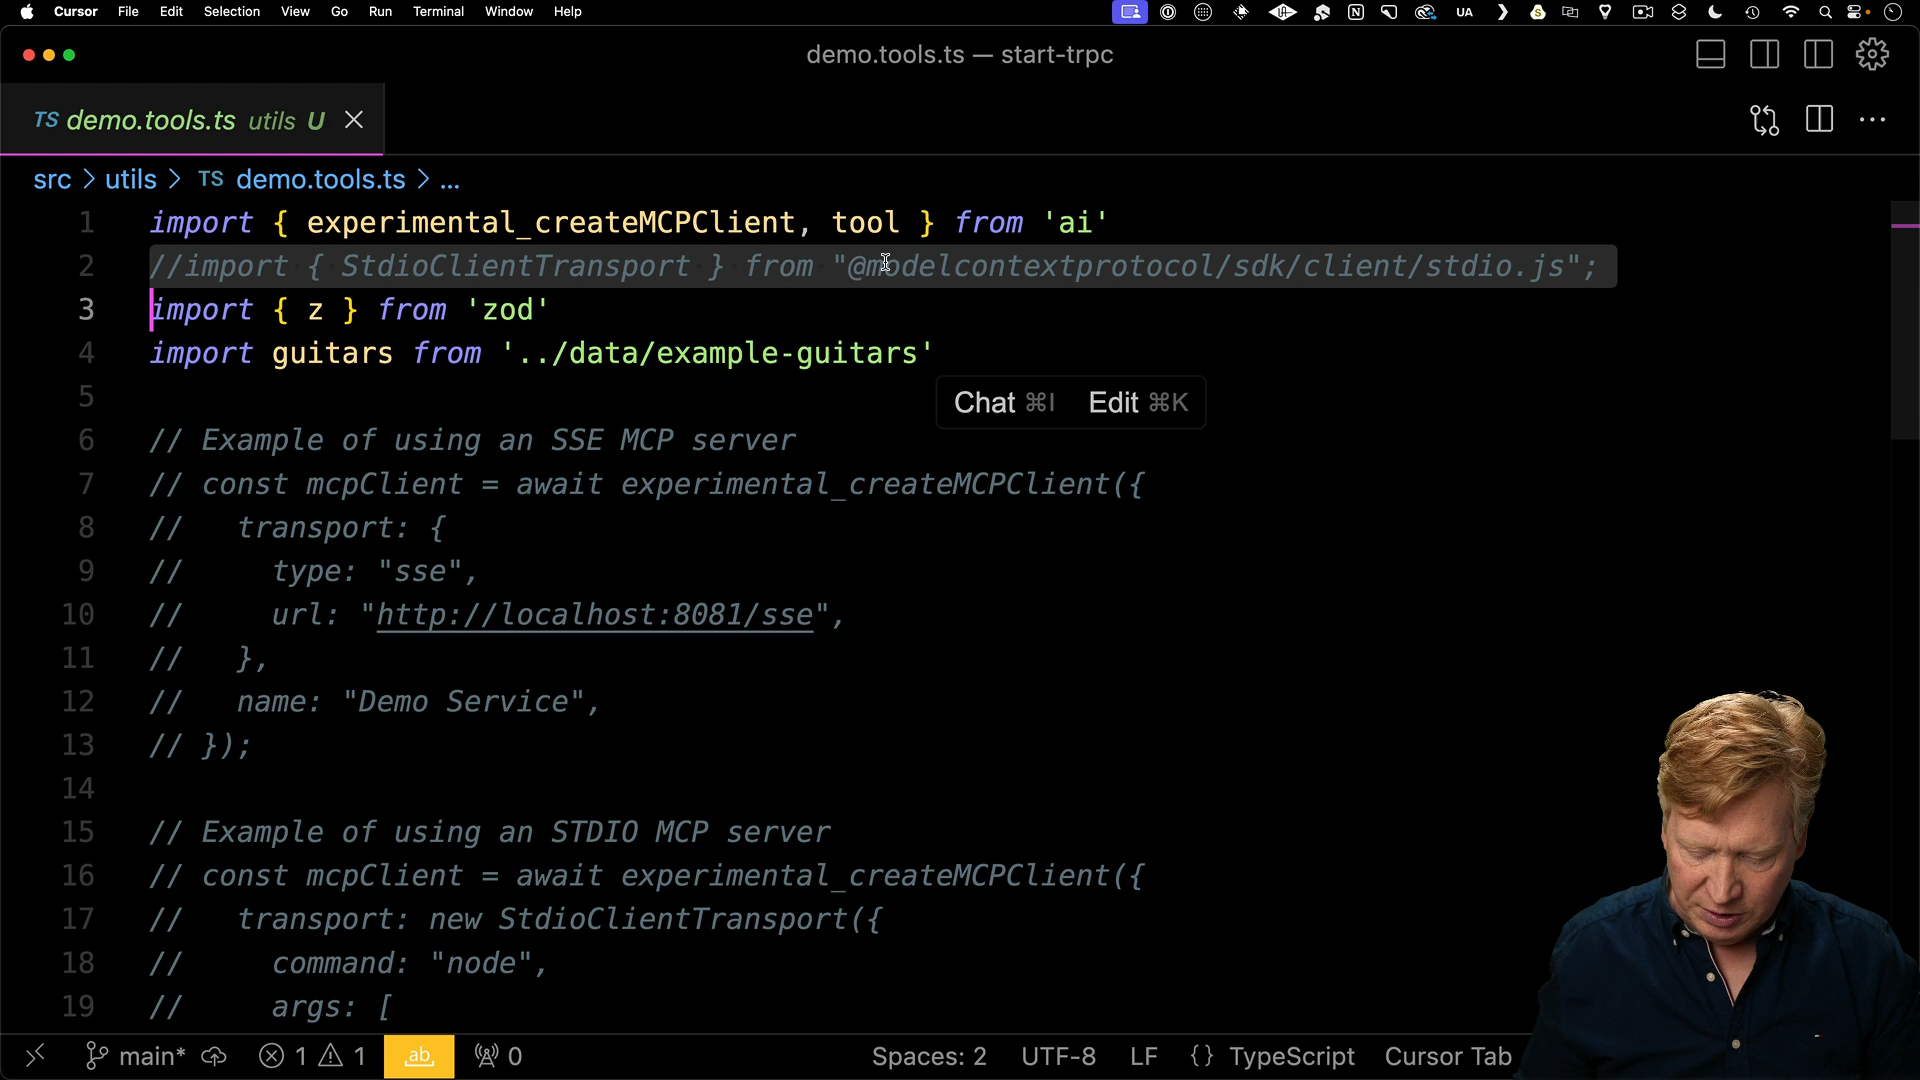 Cursor File Edit Selection View Go Run Terminal Window Help UA
demo.tools.ts — start-trpc
TS demo.tools.ts utils U
src > utils > TS demo.tools.ts > ...
1 import { experimental_createMCPClient, tool } from 'ai'
2 //import { StdioClientTransport } from "@modelcontextprotocol/sdk/client/stdio.js";
3 import { z } from 'zod'
4 import guitars from '../data/example-guitars'
5
Chat ⌘I Edit ⌘K
6 // Example of using an SSE MCP server
7 // const mcpClient = await experimental_createMCPClient({
8 //   transport: {
9 //     type: "sse",
10 //     url: "http://localhost:8081/sse",
11 //   },
12 //   name: "Demo Service",
13 // });
14
15 // Example of using an STDIO MCP server
16 // const mcpClient = await experimental_createMCPClient({
17 //   transport: new StdioClientTransport({
18 //     command: "node",
19 //     args: [
main* 1 1 ab 0 Spaces: 2 UTF-8 LF {} TypeScript Cursor Tab